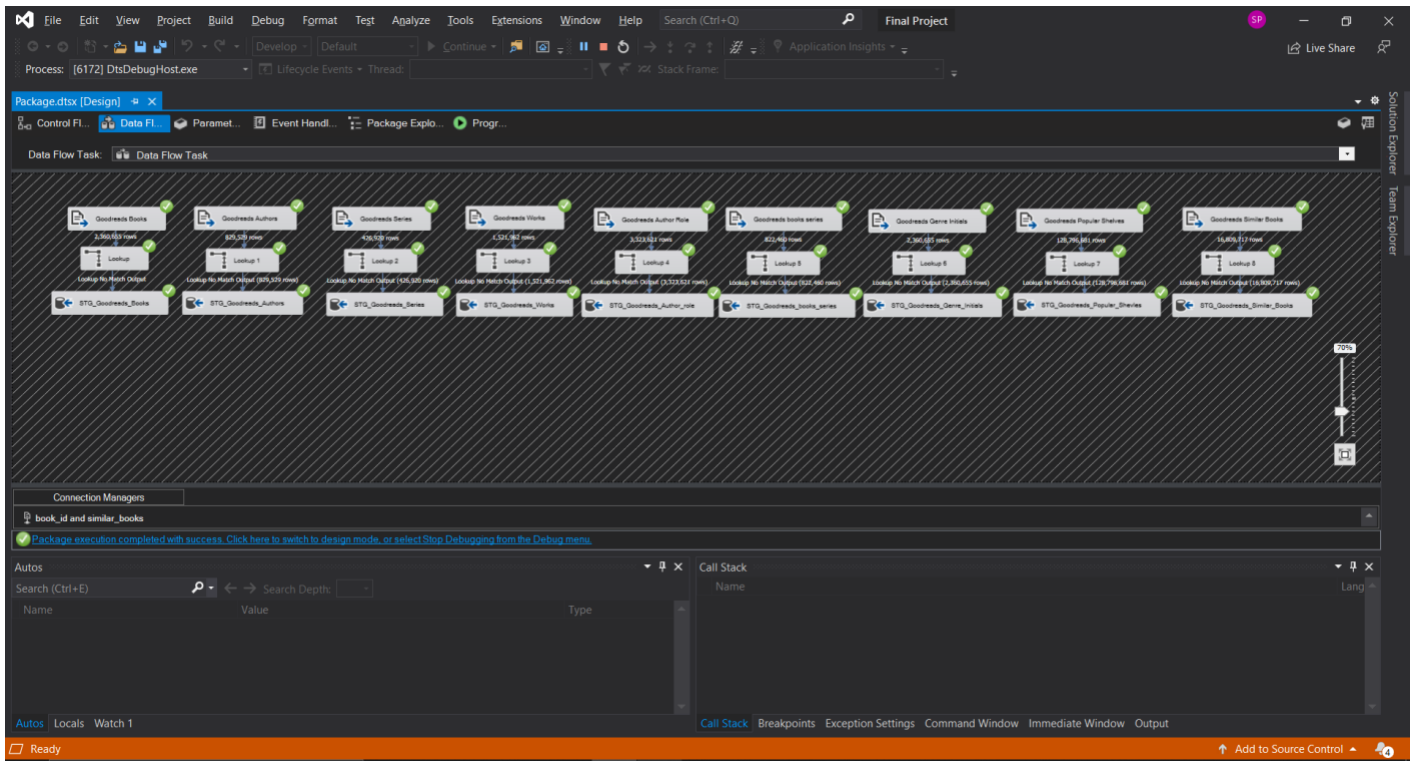 File Edit View Project Build Debug Format Test Analyze Tools Extensions Window Help Search (Ctrl+Q) Final Project SP
Develop Default Continue Application Insights Live Share
Process: [6172] DtsDebugHost.exe Lifecycle Events Thread: Stack Frame:
Package.dtsx [Design]
Control Fl... Data Fl... Paramet... Event Handl... Package Explo... Progr...
Data Flow Task: Data Flow Task
Solution Explorer
Team Explorer
Goodreads Books Goodreads Authors Goodreads Series Goodreads Works Goodreads Author Role Goodreads books series Goodreads Genre Initials Goodreads Popular Shelves Goodreads Similar Books
2,360,655 rows 829,529 rows 426,920 rows 1,521,962 rows 3,323,821 rows 822,460 rows 2,360,655 rows 128,796,681 rows 16,809,717 rows
Lookup Lookup 1 Lookup 2 Lookup 3 Lookup 4 Lookup 5 Lookup 6 Lookup 7 Lookup 8
Lookup No Match Output Lookup No Match Output (829,529 rows) Lookup No Match Output (426,920 rows) Lookup No Match Output (1,521,962 rows) Lookup No Match Output (3,323,821 rows) Lookup No Match Output (822,460 rows) Lookup No Match Output (2,360,655 rows) Lookup No Match Output (128,796,681 rows) Lookup No Match Output (16,809,717 rows)
STG_Goodreads_Books STG_Goodreads_Authors STG_Goodreads_Series STG_Goodreads_Works STG_Goodreads_Author_role STG_Goodreads_books_series STG_Goodreads_Genre_Initials STG_Goodreads_Popular_Shevles STG_Goodreads_Similar_Books
70%
Connection Managers
book_id and similar_books
Package execution completed with success. Click here to switch to design mode, or select Stop Debugging from the Debug menu.
Autos Call Stack
Search (Ctrl+E) Search Depth: Name Lang
Name Value Type
Autos Locals Watch 1 Call Stack Breakpoints Exception Settings Command Window Immediate Window Output
Ready Add to Source Control 4